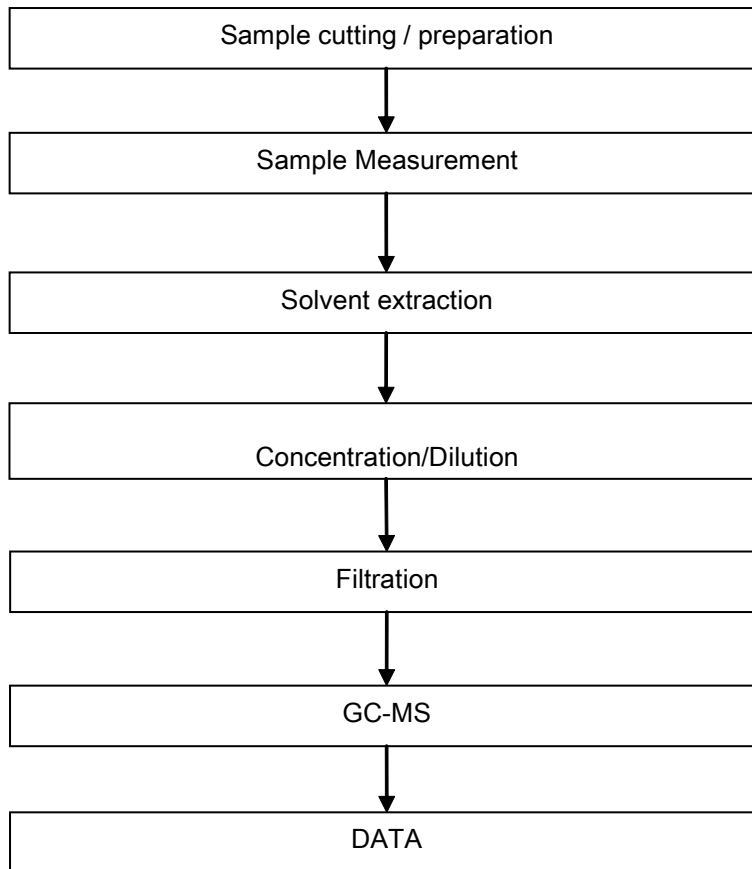 Sample cutting / preparation
Sample Measurement
Solvent extraction
Concentration/Dilution
Filtration
GC-MS
DATA